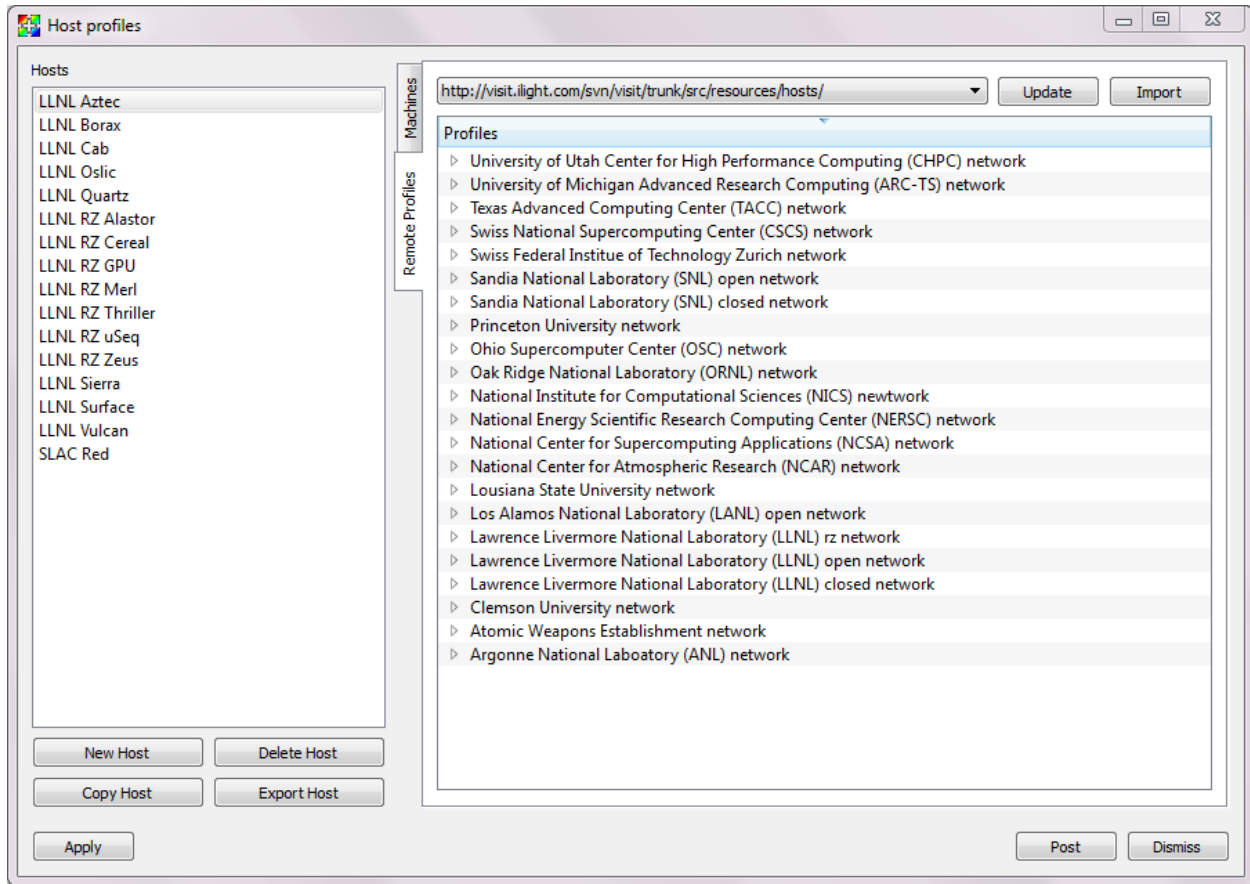 Host profiles
Hosts
LLNL Aztec
LLNL Borax
LLNL Cab
LLNL Oslic
LLNL Quartz
LLNL RZ Alastor
LLNL RZ Cereal
LLNL RZ GPU
LLNL RZ Merl
LLNL RZ Thriller
LLNL RZ uSeq
LLNL RZ Zeus
LLNL Sierra
LLNL Surface
LLNL Vulcan
SLAC Red
New Host
Delete Host
Copy Host
Export Host
Machines
Remote Profiles
http://visit.ilight.com/svn/visit/trunk/src/resources/hosts/
Update
Import
Profiles
University of Utah Center for High Performance Computing (CHPC) network
University of Michigan Advanced Research Computing (ARC-TS) network
Texas Advanced Computing Center (TACC) network
Swiss National Supercomputing Center (CSCS) network
Swiss Federal Institue of Technology Zurich network
Sandia National Laboratory (SNL) open network
Sandia National Laboratory (SNL) closed network
Princeton University network
Ohio Supercomputer Center (OSC) network
Oak Ridge National Laboratory (ORNL) network
National Institute for Computational Sciences (NICS) newtwork
National Energy Scientific Research Computing Center (NERSC) network
National Center for Supercomputing Applications (NCSA) network
National Center for Atmospheric Research (NCAR) network
Lousiana State University network
Los Alamos National Laboratory (LANL) open network
Lawrence Livermore National Laboratory (LLNL) rz network
Lawrence Livermore National Laboratory (LLNL) open network
Lawrence Livermore National Laboratory (LLNL) closed network
Clemson University network
Atomic Weapons Establishment network
Argonne National Laboatory (ANL) network
Apply
Post
Dismiss